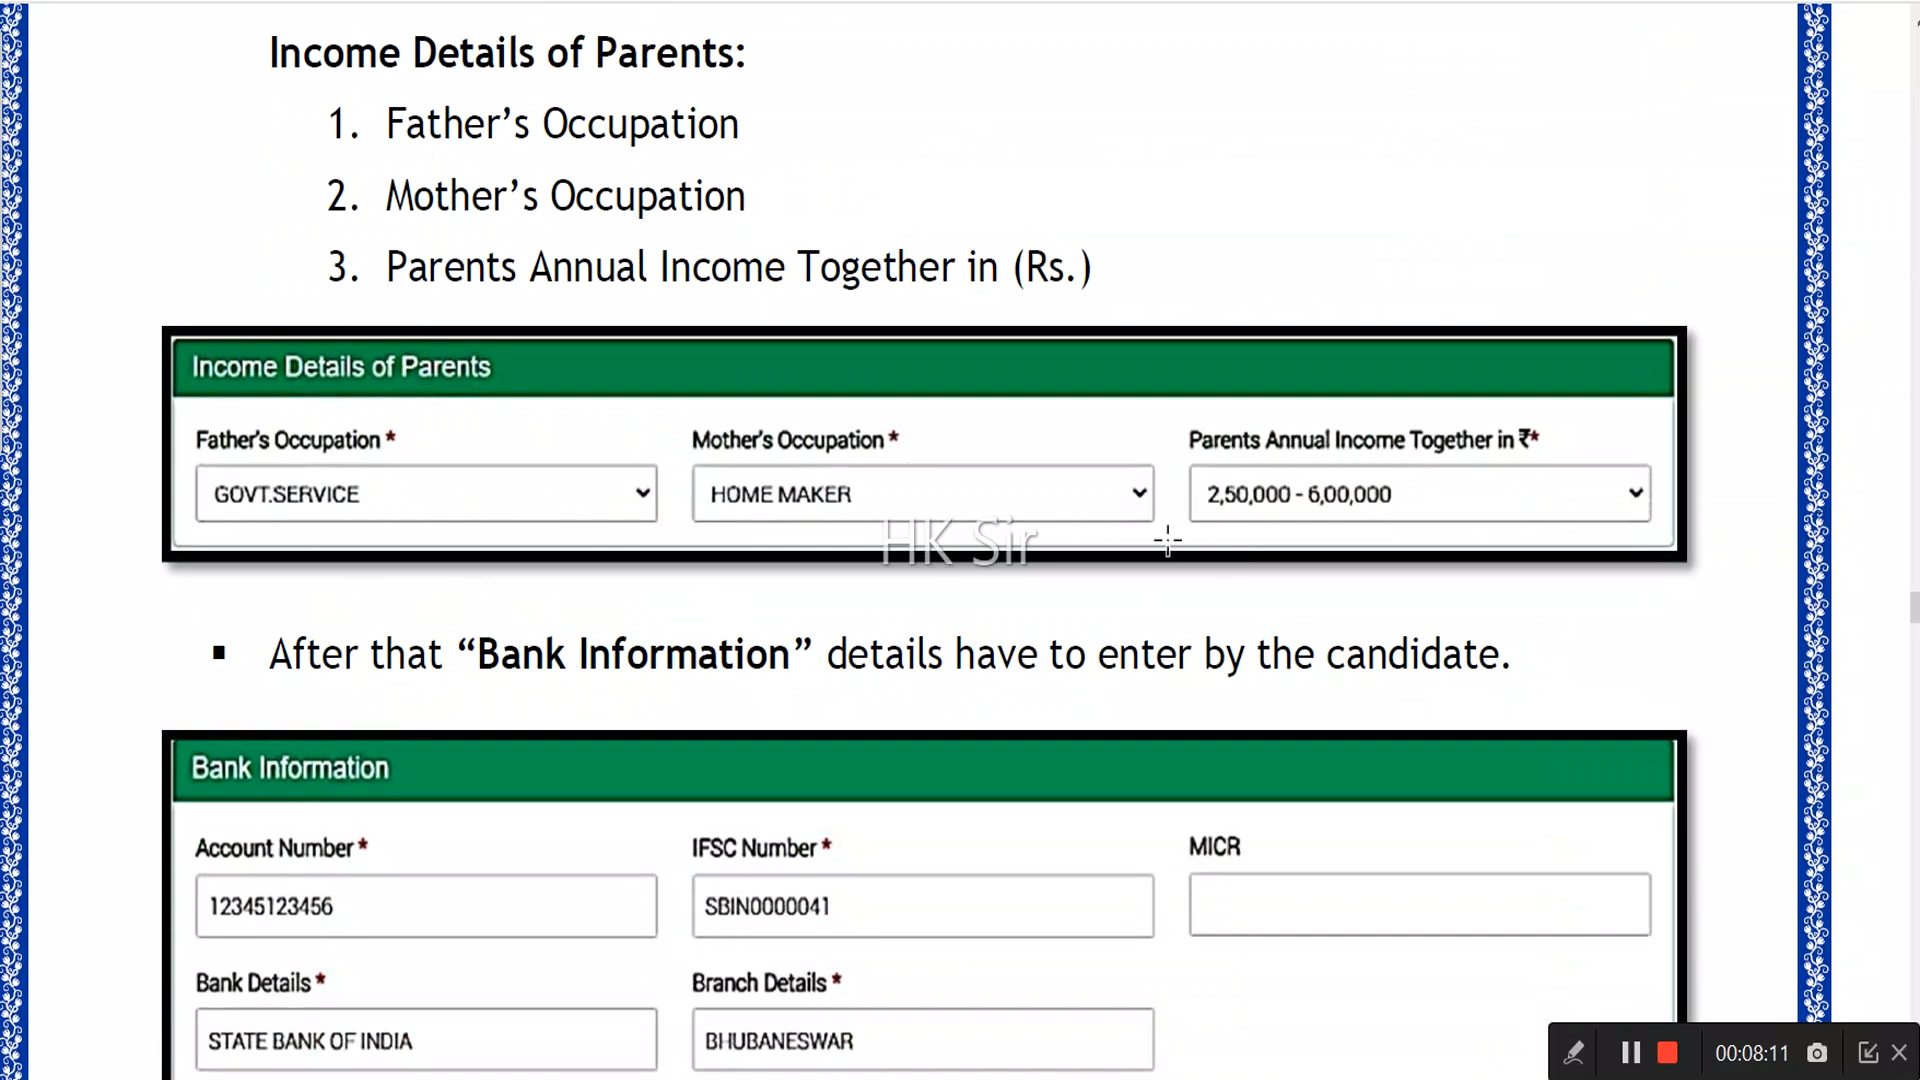 Income Details of Parents:
1. Father’s Occupation
2. Mother’s Occupation
3. Parents Annual Income Together in (Rs.)
Income Details of Parents
Father's Occupation * Mother's Occupation * Parents Annual Income Together in ₹*
GOVT.SERVICE HOME MAKER 2,50,000 - 6,00,000
HK Sir
▪ After that “Bank Information” details have to enter by the candidate.
Bank Information
Account Number * IFSC Number * MICR
12345123456 SBIN0000041
Bank Details * Branch Details *
STATE BANK OF INDIA BHUBANESWAR
00:08:11